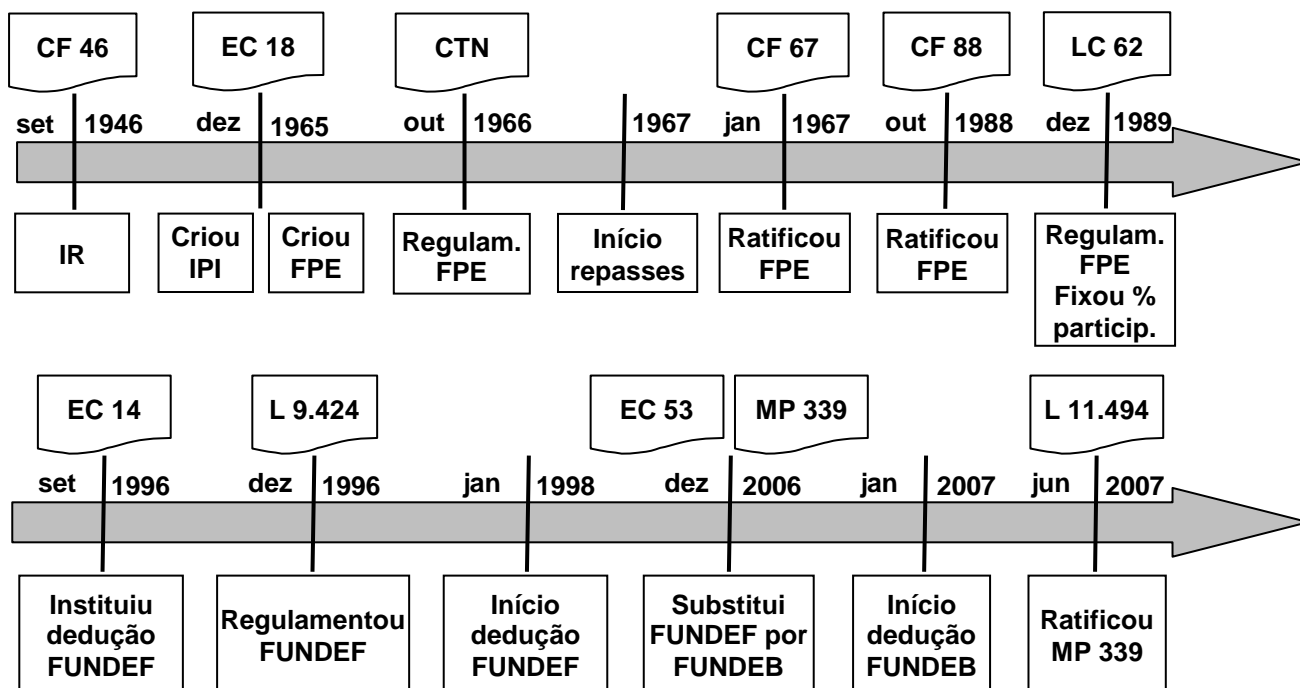 CF 46
EC 18
CTN
CF 67
CF 88
LC 62
set 1946 dez 1965 out 1966 1967 jan 1967 out 1988 dez 1989
IR
Criou
IPI
Criou
FPE
Regulam.
FPE
Início
repasses
Ratificou
FPE
Ratificou
FPE
Regulam.
FPE
Fixou %
particip.
EC 14
L 9.424
EC 53
MP 339
L 11.494
set 1996 dez 1996 jan 1998 dez 2006 jan 2007 jun 2007
Instituiu
dedução
FUNDEF
Regulamentou
FUNDEF
Início
dedução
FUNDEF
Substitui
FUNDEF por
FUNDEB
Início
dedução
FUNDEB
Ratificou
MP 339